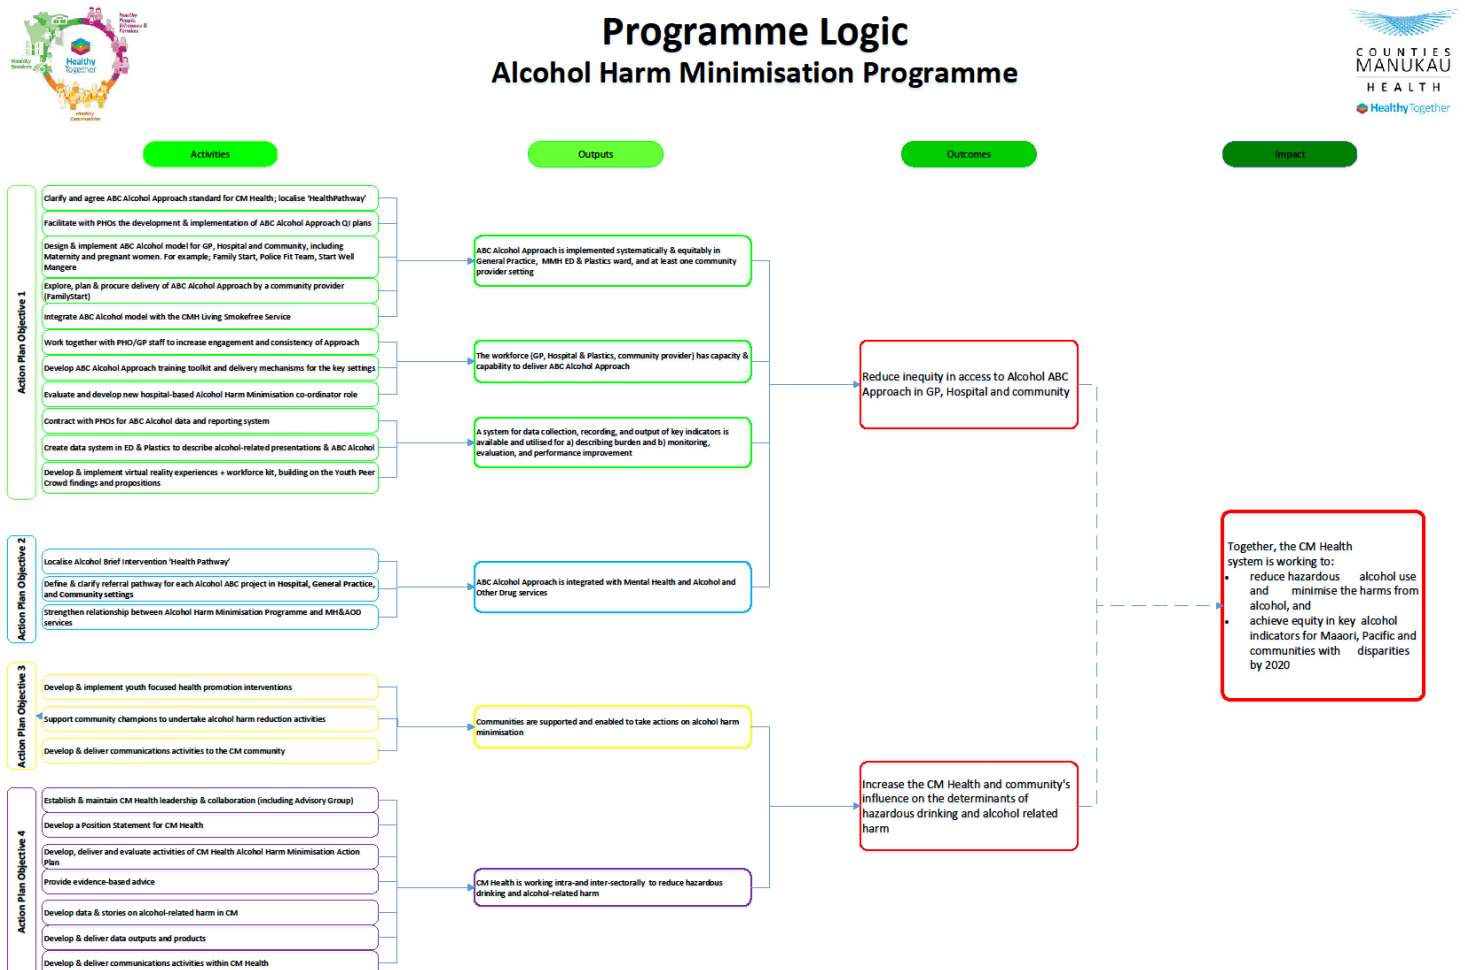 Healthy
People,
Whaanau &
Families
Healthy
Services
Healthy
Together
Healthy
Communities
Programme Logic
Alcohol Harm Minimisation Programme
COUNTIES
MANUKAU
HEALTH
HealthyTogether
Activities
Outputs
Outcomes
Impact
Action Plan Objective 1
Clarify and agree ABC Alcohol Approach standard for CM Health; localise 'HealthPathway'
Facilitate with PHOs the development & implementation of ABC Alcohol Approach QI plans
Design & implement ABC Alcohol model for GP, Hospital and Community, including
Maternity and pregnant women. For example; Family Start, Police Fit Team, Start Well
Mangere
Explore, plan & procure delivery of ABC Alcohol Approach by a community provider
(FamilyStart)
Integrate ABC Alcohol model with the CMH Living Smokefree Service
Work together with PHO/GP staff to increase engagement and consistency of Approach
Develop ABC Alcohol Approach training toolkit and delivery mechanisms for the key settings
Evaluate and develop new hospital-based Alcohol Harm Minimisation co-ordinator role
Contract with PHOs for ABC Alcohol data and reporting system
Create data system in ED & Plastics to describe alcohol-related presentations & ABC Alcohol
Develop & implement virtual reality experiences + workforce kit, building on the Youth Peer
Crowd findings and propositions
ABC Alcohol Approach is implemented systematically & equitably in
General Practice, MMH ED & Plastics ward, and at least one community
provider setting
The workforce (GP, Hospital & Plastics, community provider) has capacity &
capability to deliver ABC Alcohol Approach
A system for data collection, recording, and output of key indicators is
available and utilised for a) describing burden and b) monitoring,
evaluation, and performance improvement
Reduce inequity in access to Alcohol ABC
Approach in GP, Hospital and community
Action Plan Objective 2
Localise Alcohol Brief Intervention 'Health Pathway'
Define & clarify referral pathway for each Alcohol ABC project in Hospital, General Practice,
and Community settings
Strengthen relationship between Alcohol Harm Minimisation Programme and MH&AOD
services
ABC Alcohol Approach is integrated with Mental Health and Alcohol and
Other Drug services
Together, the CM Health
system is working to:
• reduce hazardous alcohol use
and minimise the harms from
alcohol, and
• achieve equity in key alcohol
indicators for Maaori, Pacific and
communities with disparities
by 2020
Action Plan Objective 3
Develop & implement youth focused health promotion interventions
Support community champions to undertake alcohol harm reduction activities
Develop & deliver communications activities to the CM community
Communities are supported and enabled to take actions on alcohol harm
minimisation
Increase the CM Health and community's
influence on the determinants of
hazardous drinking and alcohol related
harm
Action Plan Objective 4
Establish & maintain CM Health leadership & collaboration (including Advisory Group)
Develop a Position Statement for CM Health
Develop, deliver and evaluate activities of CM Health Alcohol Harm Minimisation Action
Plan
Provide evidence-based advice
Develop data & stories on alcohol-related harm in CM
Develop & deliver data outputs and products
Develop & deliver communications activities within CM Health
CM Health is working intra-and inter-sectorally to reduce hazardous
drinking and alcohol-related harm